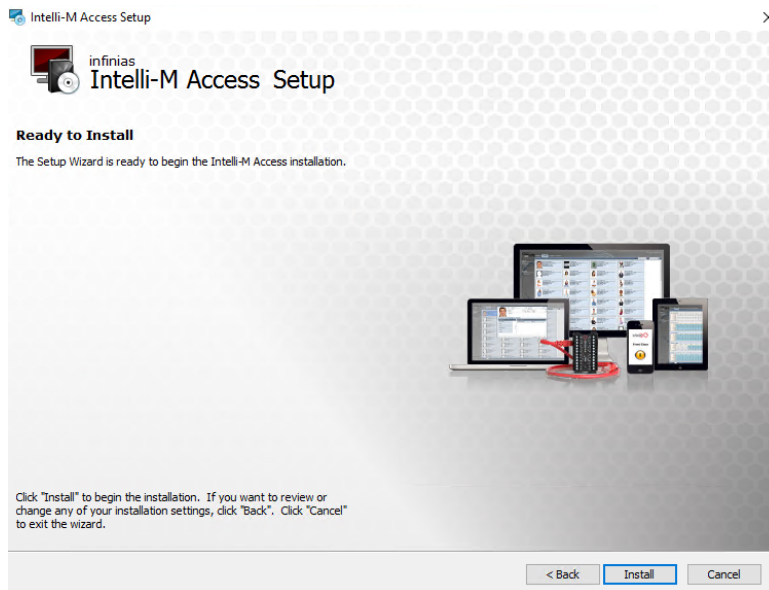 Intelli-M Access Setup
infinias
Intelli-M Access Setup
Ready to Install
The Setup Wizard is ready to begin the Intelli-M Access installation.
Click "Install" to begin the installation. If you want to review or
change any of your installation settings, click "Back". Click "Cancel"
to exit the wizard.
< Back
Install
Cancel